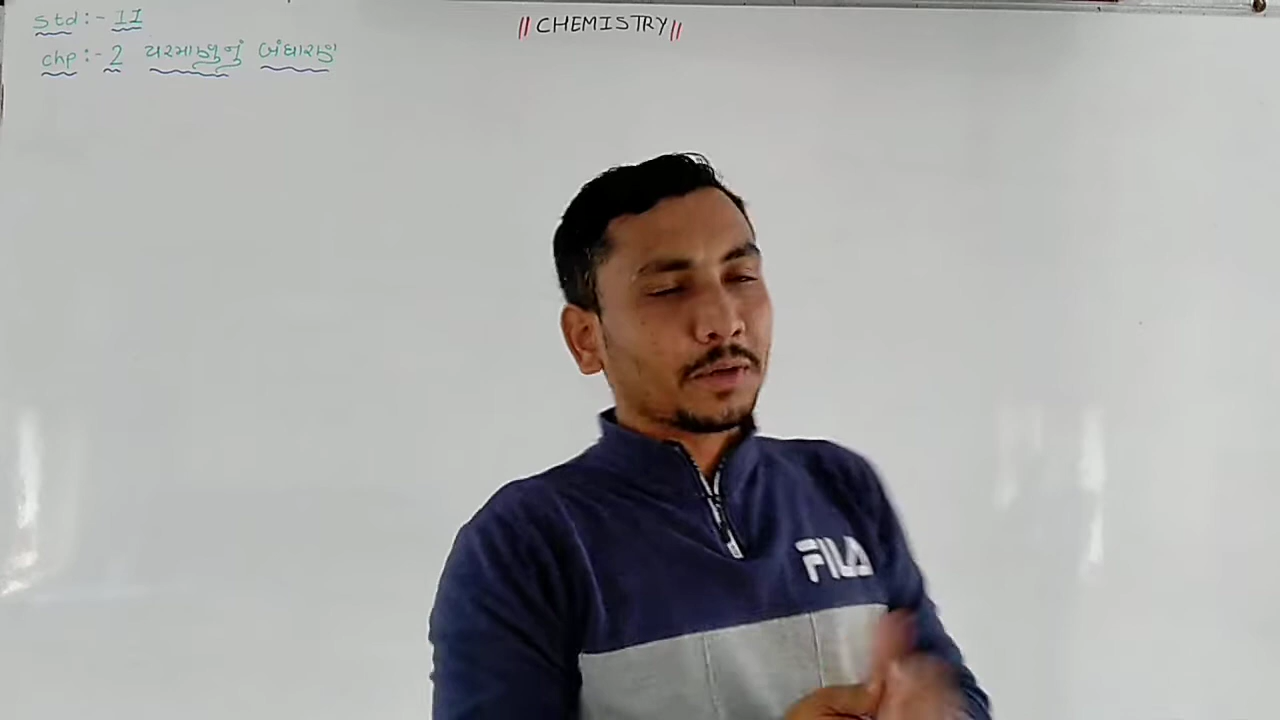 std:- 11
|| CHEMISTRY ||
chp:- 2 પરમાણુનું બંધારણ
FILA